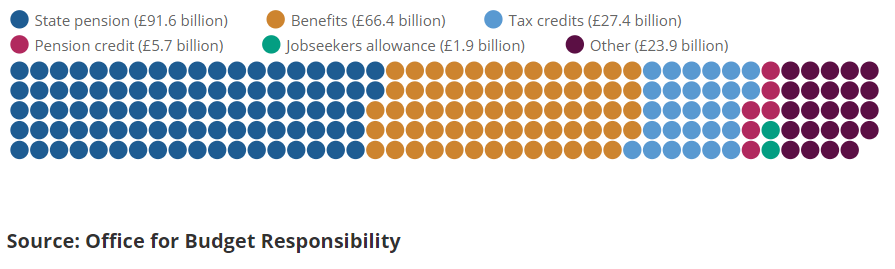 State pension (£91.6 billion) Benefits (£66.4 billion) Tax credits (£27.4 billion)
Pension credit (£5.7 billion) Jobseekers allowance (£1.9 billion) Other (£23.9 billion)
Source: Office for Budget Responsibility